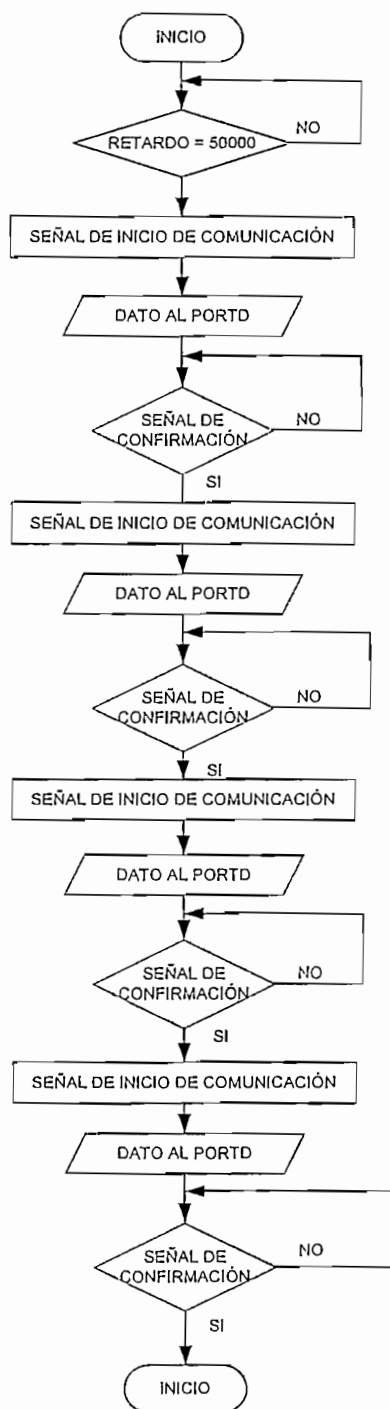 INICIO
NO
RETARDO = 50000
SEÑAL DE INICIO DE COMUNICACIÓN
DATO AL PORTD
SEÑAL DE
CONFIRMACIÓN
NO
SI
SEÑAL DE INICIO DE COMUNICACIÓN
DATO AL PORTD
SEÑAL DE
CONFIRMACIÓN
NO
SI
SEÑAL DE INICIO DE COMUNICACIÓN
DATO AL PORTD
SEÑAL DE
CONFIRMACIÓN
NO
SI
SEÑAL DE INICIO DE COMUNICACIÓN
DATO AL PORTD
SEÑAL DE
CONFIRMACIÓN
NO
SI
INICIO